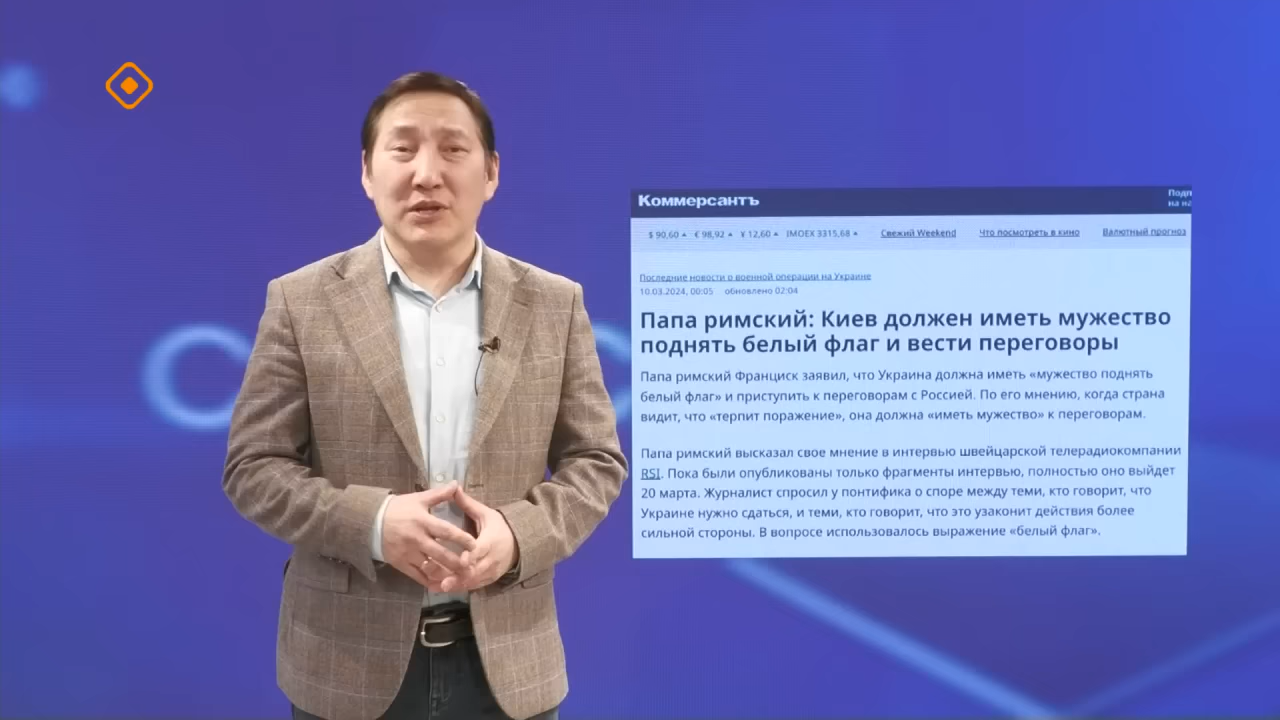 Коммерсантъ
Подп
на на
$ 90,60 ▲ € 98,92 ▲ ¥ 12,60 ▲ IMOEX 3315,68 ▲ Свежий Weekend Что посмотреть в кино Валютный прогноз
Последние новости о военной операции на Украине
10.03.2024, 00:05 обновлено 02:04
Папа римский: Киев должен иметь мужество
поднять белый флаг и вести переговоры
Папа римский Франциск заявил, что Украина должна иметь «мужество поднять
белый флаг» и приступить к переговорам с Россией. По его мнению, когда страна
видит, что «терпит поражение», она должна «иметь мужество» к переговорам.
Папа римский высказал свое мнение в интервью швейцарской телерадиокомпании
RSI. Пока были опубликованы только фрагменты интервью, полностью оно выйдет
20 марта. Журналист спросил у понтифика о споре между теми, кто говорит, что
Украине нужно сдаться, и теми, кто говорит, что это узаконит действия более
сильной стороны. В вопросе использовалось выражение «белый флаг».